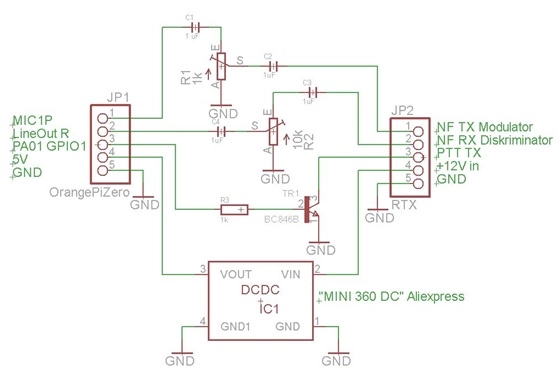 C1
1 uF
E
S
R1
1k
A
GND
C2
1uF
C3
1uF
JP1
JP2
MIC1P
LineOut R
PA01 GPIO1
5V
GND
1
2
3
4
5
OrangePiZero
GND
C4
1uF
E
S
10k
R2
A
GND
1
2
3
4
5
NF TX Modulator
NF RX Diskriminator
PTT TX
+12V in
GND
RTX
GND
R3
1k
TR1
2
3
1
BC846B
GND
3
VOUT
VIN
2
DCDC
IC1
"MINI 360 DC" Aliexpress
4
GND1
GND
1
GND
GND